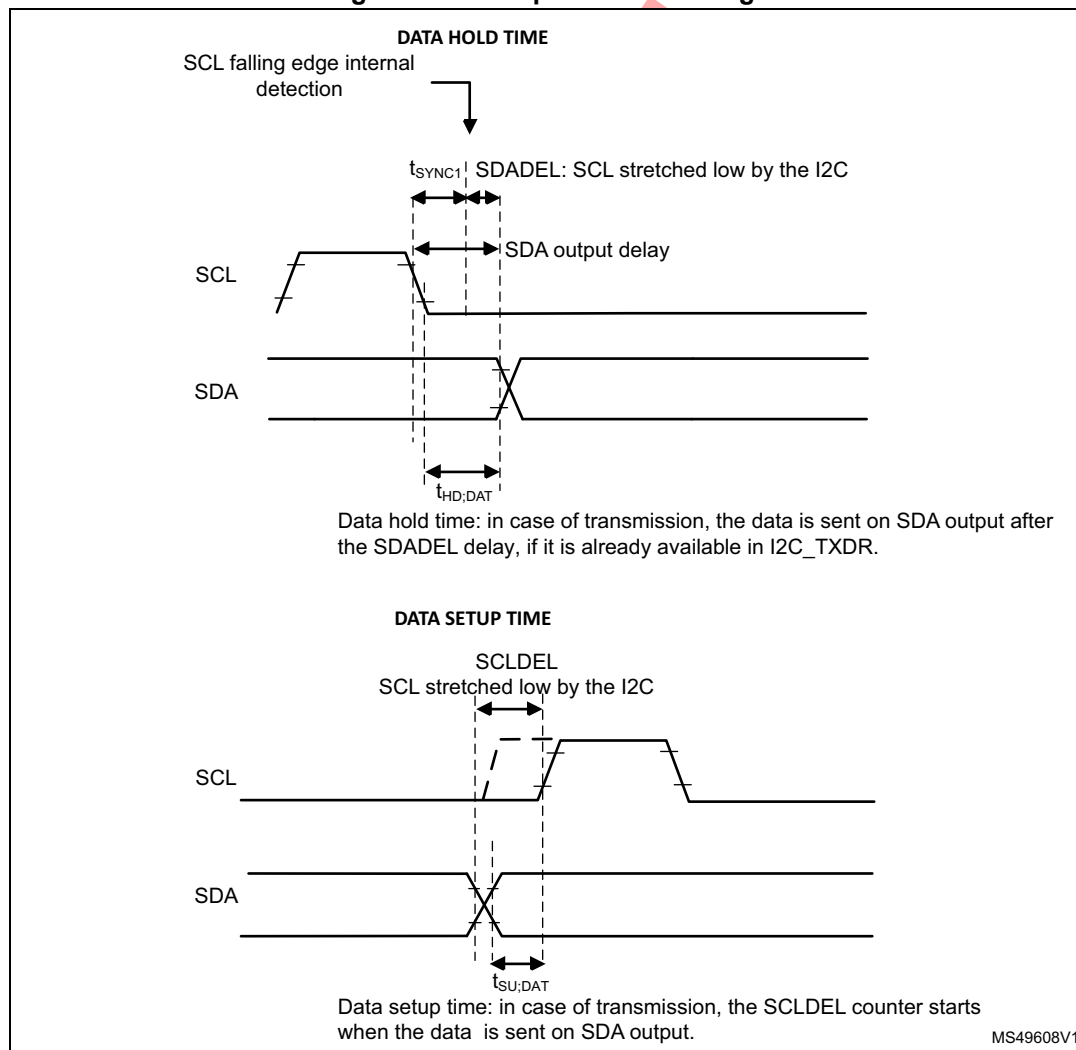 DATA HOLD TIME
SCL falling edge internal
detection
tSYNC1
SDADEL: SCL stretched low by the I2C
SDA output delay
SCL
SDA
tHD;DAT
Data hold time: in case of transmission, the data is sent on SDA output after
the SDADEL delay, if it is already available in I2C_TXDR.
DATA SETUP TIME
SCLDEL
SCL stretched low by the I2C
SCL
SDA
tSU;DAT
Data setup time: in case of transmission, the SCLDEL counter starts
when the data is sent on SDA output.
MS49608V1